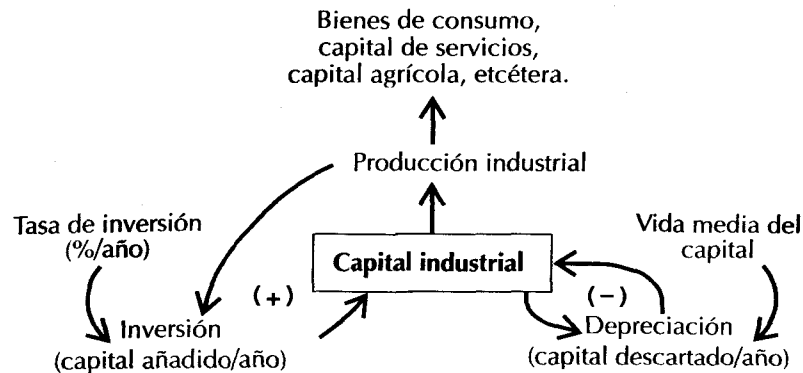 Bienes de consumo,
capital de servicios,
capital agrícola, etcétera.
Producción industrial
Tasa de inversión
(%/año)
Vida media del
capital
Capital industrial
(+)
(−)
Inversión
(capital añadido/año)
Depreciación
(capital descartado/año)